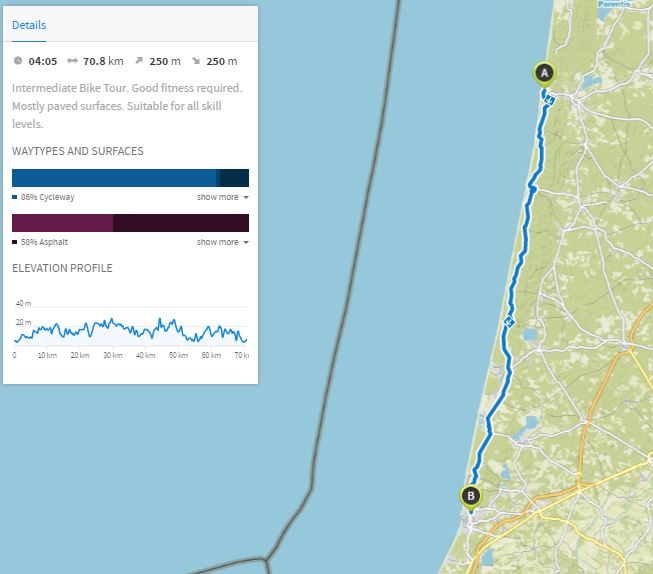 Details
04:05 70.8 km 250 m 250 m
Intermediate Bike Tour. Good fitness required.
Mostly paved surfaces. Suitable for all skill
levels.
WAYTYPES AND SURFACES
86% Cycleway show more
58% Asphalt show more
ELEVATION PROFILE
40 m
20 m
0 10 km 20 km 30 km 40 km 50 km 60 km 70 k
Parentis
A
B